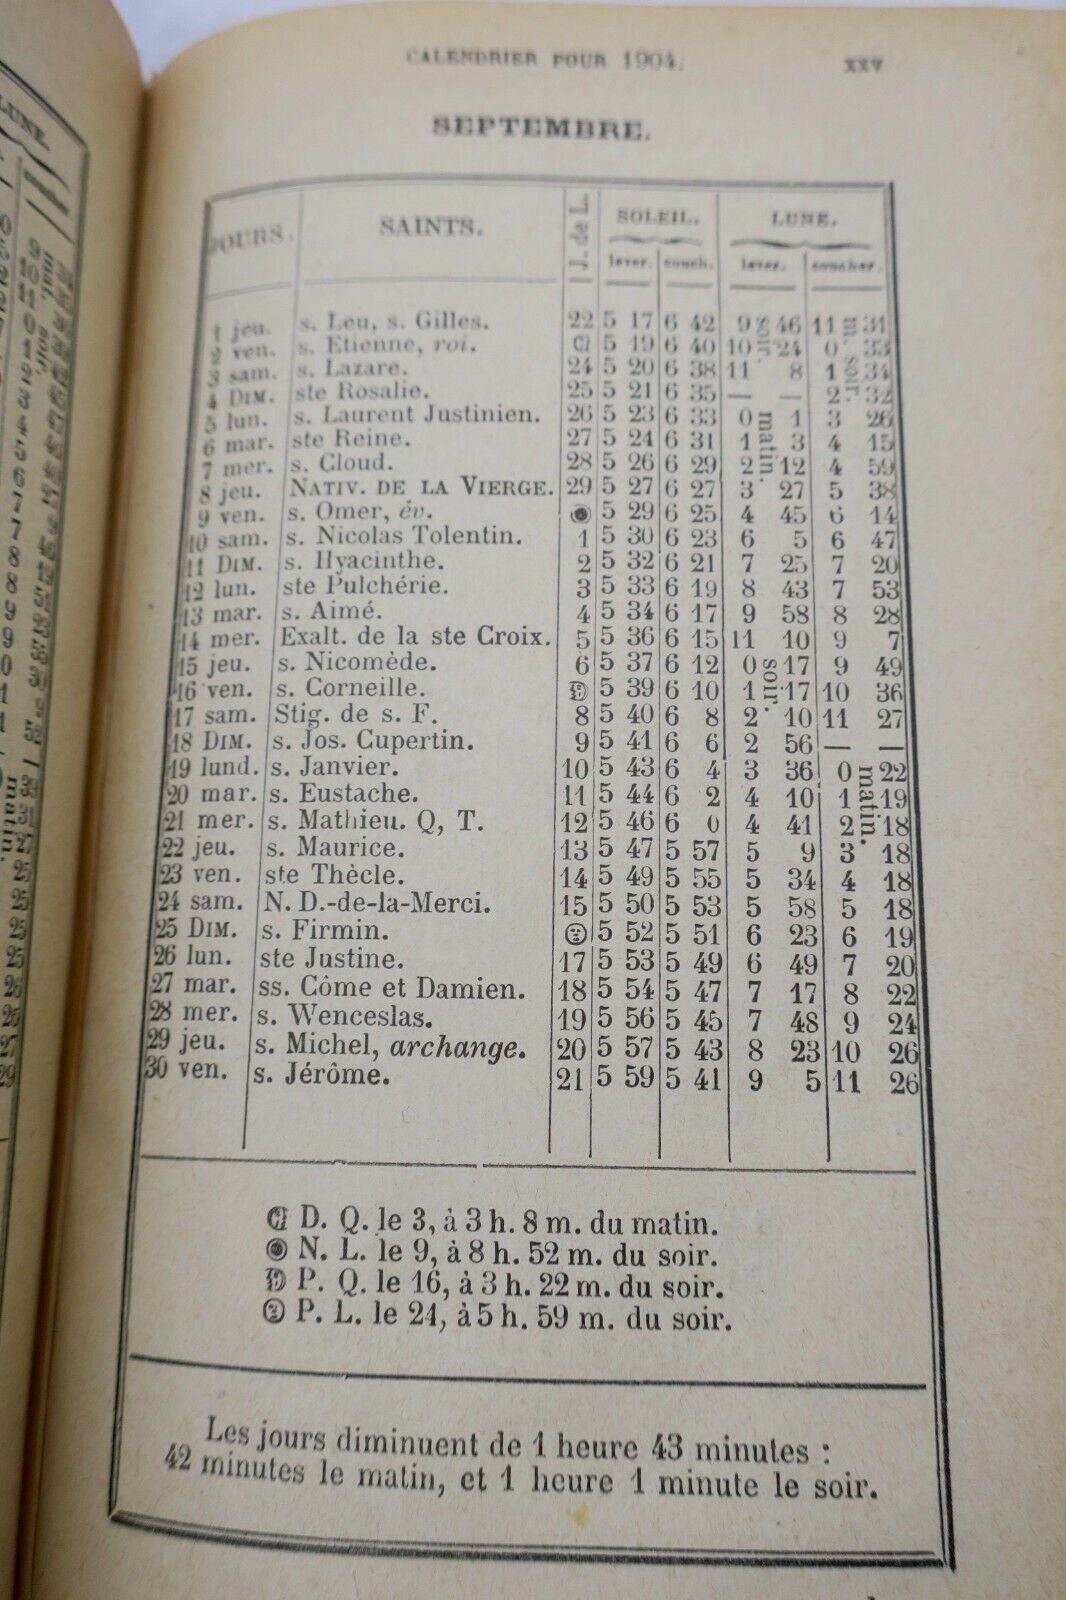 CALENDRIER POUR 1904. XXV
SEPTEMBRE.
JOURS. SAINTS. J. de L. SOLEIL. LUNE.
lever. couch. lever. coucher.
1 jeu. s. Leu, s. Gilles. 22 5 17 6 42 9 soir. 46 11 m. 31
2 ven. s. Etienne, roi. 5 19 6 40 10 24 0 soir. 33
3 sam. s. Lazare. 24 5 20 6 38 11 8 1 34
4 DIM. ste Rosalie. 25 5 21 6 35 — — 2 32
5 lun. s. Laurent Justinien. 26 5 23 6 33 0 matin. 1 3 26
6 mar. ste Reine. 27 5 24 6 31 1 3 4 15
7 mer. s. Cloud. 28 5 26 6 29 2 12 4 59
8 jeu. NATIV. DE LA VIERGE. 29 5 27 6 27 3 27 5 38
9 ven. s. Omer, év. 5 29 6 25 4 45 6 14
10 sam. s. Nicolas Tolentin. 1 5 30 6 23 6 5 6 47
11 DIM. s. Hyacinthe. 2 5 32 6 21 7 25 7 20
12 lun. ste Pulchérie. 3 5 33 6 19 8 43 7 53
13 mar. s. Aimé. 4 5 34 6 17 9 58 8 28
14 mer. Exalt. de la ste Croix. 5 5 36 6 15 11 10 9 7
15 jeu. s. Nicomède. 6 5 37 6 12 0 soir. 17 9 49
16 ven. s. Corneille. 5 39 6 10 1 17 10 36
17 sam. Stig. de s. F. 8 5 40 6 8 2 10 11 27
18 DIM. s. Jos. Cupertin. 9 5 41 6 6 2 56 — —
19 lund. s. Janvier. 10 5 43 6 4 3 36 0 matin. 22
20 mar. s. Eustache. 11 5 44 6 2 4 10 1 19
21 mer. s. Mathieu. Q, T. 12 5 46 6 0 4 41 2 18
22 jeu. s. Maurice. 13 5 47 5 57 5 9 3 18
23 ven. ste Thècle. 14 5 49 5 55 5 34 4 18
24 sam. N. D.-de-la-Merci. 15 5 50 5 53 5 58 5 18
25 DIM. s. Firmin. 5 52 5 51 6 23 6 19
26 lun. ste Justine. 17 5 53 5 49 6 49 7 20
27 mar. ss. Côme et Damien. 18 5 54 5 47 7 17 8 22
28 mer. s. Wenceslas. 19 5 56 5 45 7 48 9 24
29 jeu. s. Michel, archange. 20 5 57 5 43 8 23 10 26
30 ven. s. Jérôme. 21 5 59 5 41 9 5 11 26
D. Q. le 3, à 3 h. 8 m. du matin.
N. L. le 9, à 8 h. 52 m. du soir.
P. Q. le 16, à 3 h. 22 m. du soir.
P. L. le 24, à 5 h. 59 m. du soir.
Les jours diminuent de 1 heure 43 minutes :
42 minutes le matin, et 1 heure 1 minute le soir.